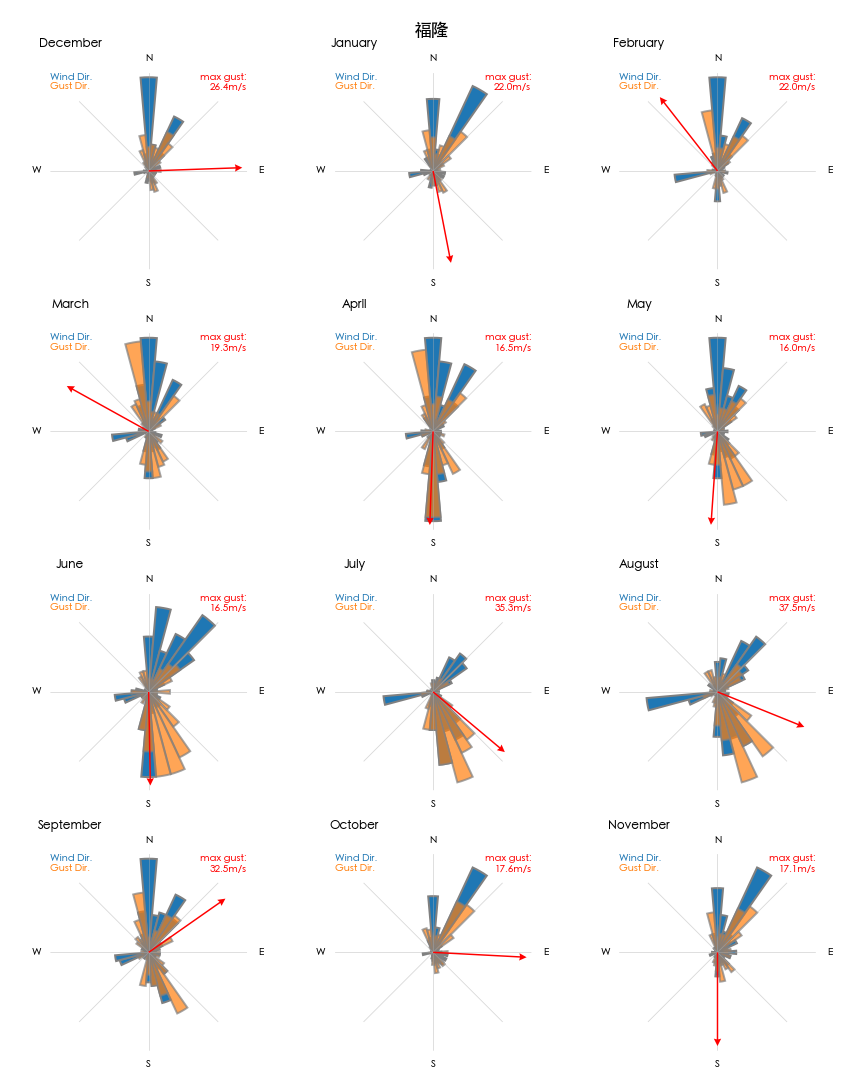 福隆
December
January
February
N
N
N
Wind Dir.
Gust Dir.
max gust:
26.4m/s
Wind Dir.
Gust Dir.
max gust:
22.0m/s
Wind Dir.
Gust Dir.
max gust:
22.0m/s
W
E
W
E
W
E
S
S
S
March
April
May
N
N
N
Wind Dir.
Gust Dir.
max gust:
19.3m/s
Wind Dir.
Gust Dir.
max gust:
16.5m/s
Wind Dir.
Gust Dir.
max gust:
16.0m/s
W
E
W
E
W
E
S
S
S
June
July
August
N
N
N
Wind Dir.
Gust Dir.
max gust:
16.5m/s
Wind Dir.
Gust Dir.
max gust:
35.3m/s
Wind Dir.
Gust Dir.
max gust:
37.5m/s
W
E
W
E
W
E
S
S
S
September
October
November
N
N
N
Wind Dir.
Gust Dir.
max gust:
32.5m/s
Wind Dir.
Gust Dir.
max gust:
17.6m/s
Wind Dir.
Gust Dir.
max gust:
17.1m/s
W
E
W
E
W
E
S
S
S